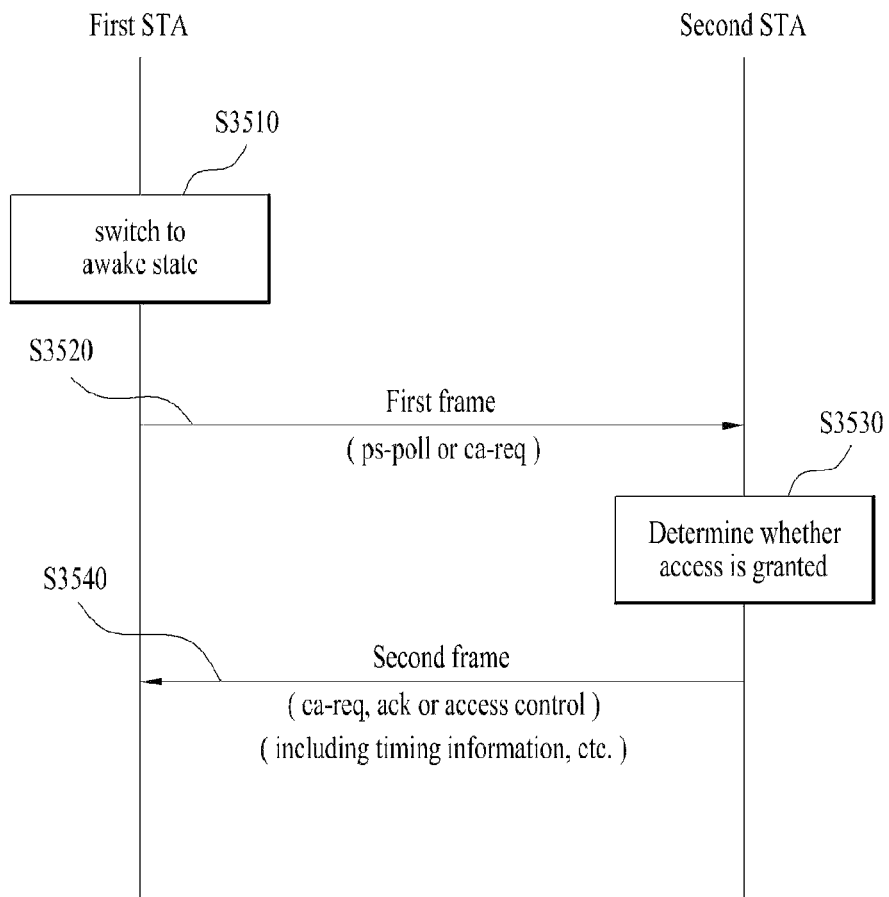 First STA
Second STA
S3510
switch to
awake state
S3520
First frame
( ps-poll or ca-req )
S3530
Determine whether
access is granted
S3540
Second frame
( ca-req, ack or access control )
( including timing information, etc. )